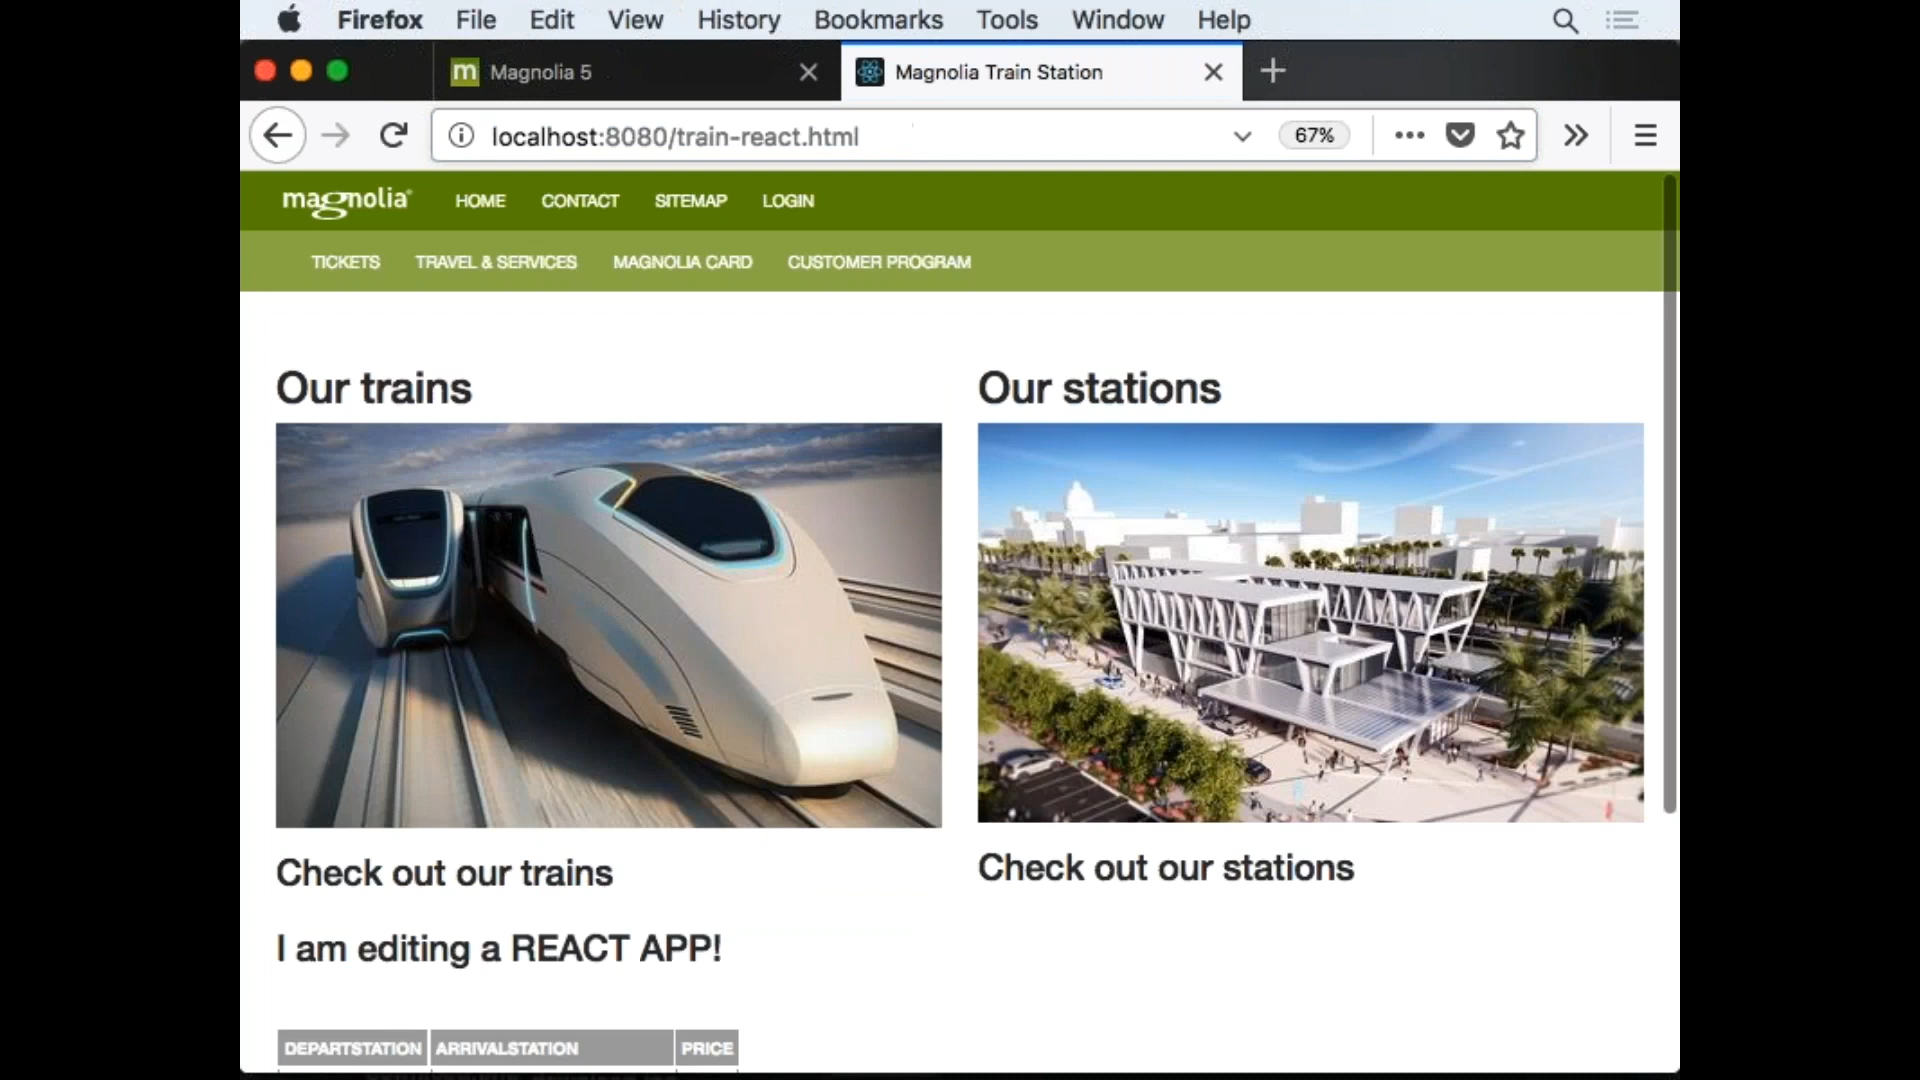 Firefox File Edit View History Bookmarks Tools Window Help
m Magnolia 5 Magnolia Train Station
localhost:8080/train-react.html 67%
magnolia® HOME CONTACT SITEMAP LOGIN
TICKETS TRAVEL & SERVICES MAGNOLIA CARD CUSTOMER PROGRAM
Our trains
Our stations
Check out our trains
Check out our stations
I am editing a REACT APP!
DEPARTSTATION ARRIVALSTATION PRICE